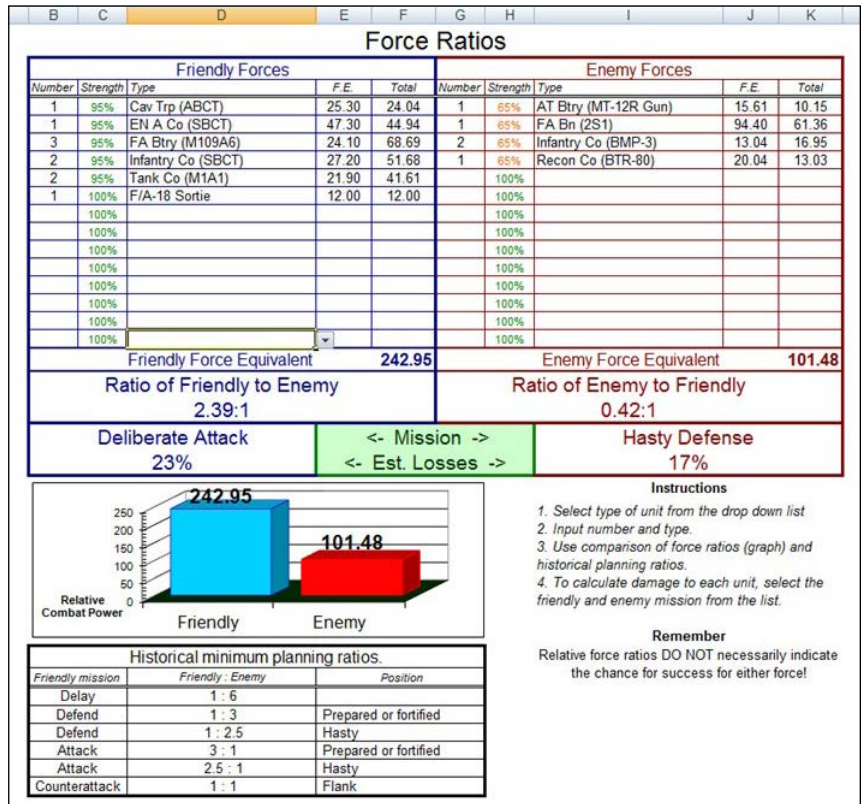 B C D E F G H I J K
Force Ratios
Friendly Forces Enemy Forces
Number Strength Type F.E. Total Number Strength Type F.E. Total
1 95% Cav Trp (ABCT) 25.30 24.04 1 65% AT Btry (MT-12R Gun) 15.61 10.15
1 95% EN A Co (SBCT) 47.30 44.94 1 65% FA Bn (2S1) 94.40 61.36
3 95% FA Btry (M109A6) 24.10 68.69 2 65% Infantry Co (BMP-3) 13.04 16.95
2 95% Infantry Co (SBCT) 27.20 51.68 1 65% Recon Co (BTR-80) 20.04 13.03
2 95% Tank Co (M1A1) 21.90 41.61 100%
1 100% F/A-18 Sortie 12.00 12.00 100%
100% 100%
100% 100%
100% 100%
100% 100%
100% 100%
100% 100%
100% 100%
100% 100%
Friendly Force Equivalent 242.95 Enemy Force Equivalent 101.48
Ratio of Friendly to Enemy Ratio of Enemy to Friendly
2.39:1 0.42:1
Deliberate Attack <- Mission -> Hasty Defense
23% <- Est. Losses -> 17%
242.95
101.48
250
200
150
100
50
0
Relative
Combat Power
Friendly Enemy
Instructions
1. Select type of unit from the drop down list
2. Input number and type.
3. Use comparison of force ratios (graph) and
historical planning ratios.
4. To calculate damage to each unit, select the
friendly and enemy mission from the list.
Remember
Relative force ratios DO NOT necessarily indicate
the chance for success for either force!
Historical minimum planning ratios.
Friendly mission Friendly : Enemy Position
Delay 1 : 6
Defend 1 : 3 Prepared or fortified
Defend 1 : 2.5 Hasty
Attack 3 : 1 Prepared or fortified
Attack 2.5 : 1 Hasty
Counterattack 1 : 1 Flank